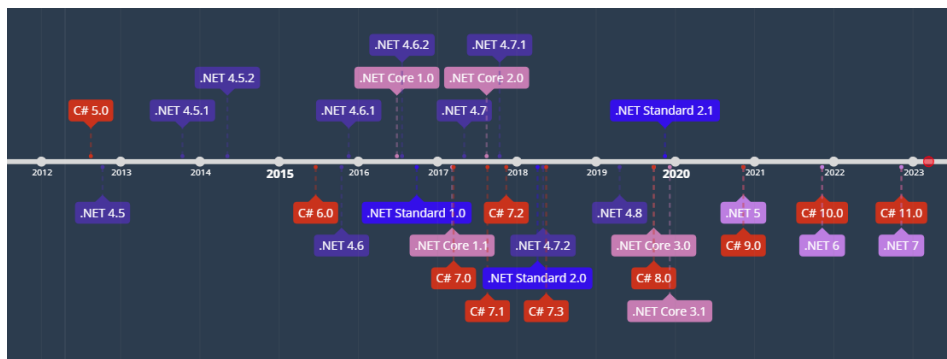 .NET 4.6.2 .NET 4.7.1
.NET 4.5.2 .NET Core 1.0 .NET Core 2.0
C# 5.0 .NET 4.5.1 .NET 4.6.1 .NET 4.7 .NET Standard 2.1
2012 2013 2015 2016 2017 2018 2019 2020 2021 2022 2023
.NET 4.5 C# 6.0 .NET Standard 1.0 C# 7.2 .NET 4.8 .NET 5 C# 10.0 C# 11.0
.NET 4.6 .NET Core 1.1 .NET 4.7.2 .NET Core 3.0 C# 9.0 .NET 6 .NET 7
C# 7.0 .NET Standard 2.0 C# 8.0
C# 7.1 C# 7.3 .NET Core 3.1